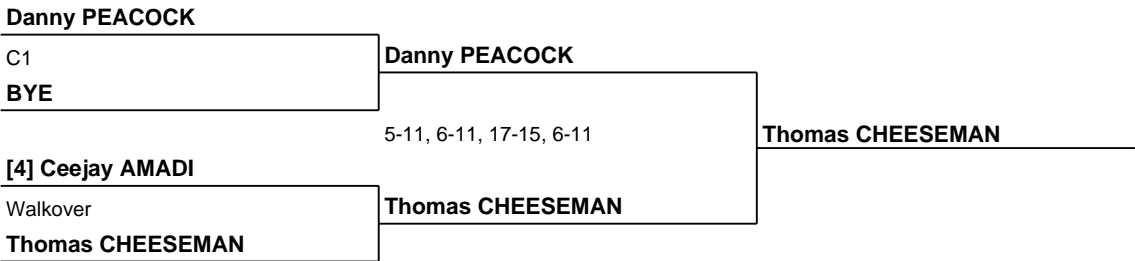 Danny PEACOCK
C1
BYE
Danny PEACOCK
5-11, 6-11, 17-15, 6-11
Thomas CHEESEMAN
[4] Ceejay AMADI
Walkover
Thomas CHEESEMAN
Thomas CHEESEMAN